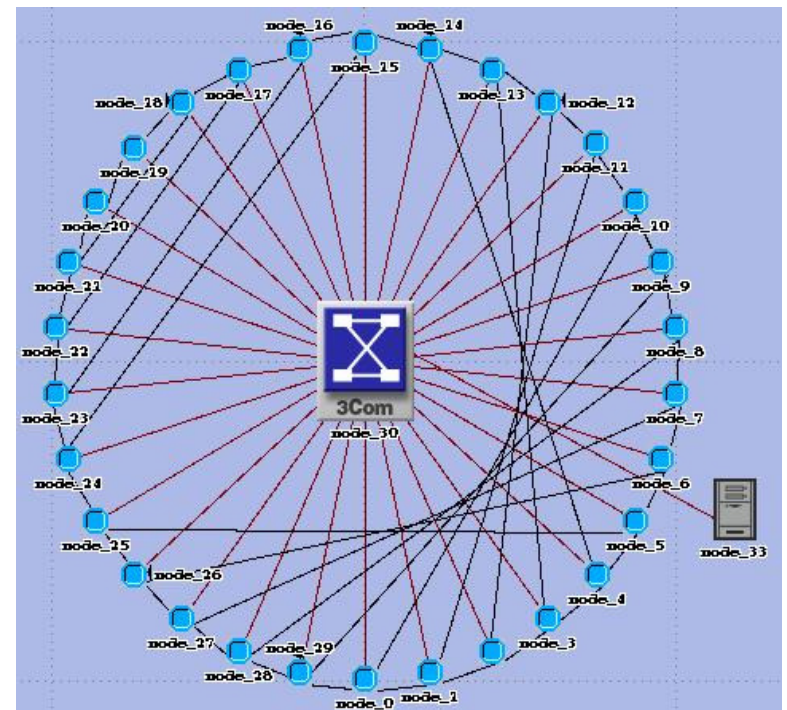 node_16
node_14
node_15
node_17
node_13
node_18
node_12
node_19
node_11
node_20
node_10
node_21
node_9
node_22
node_8
3Com
node_23
node_7
node_30
node_24
node_6
node_25
node_5
node_33
node_26
node_4
node_27
node_29
node_3
node_28
node_0
node_1